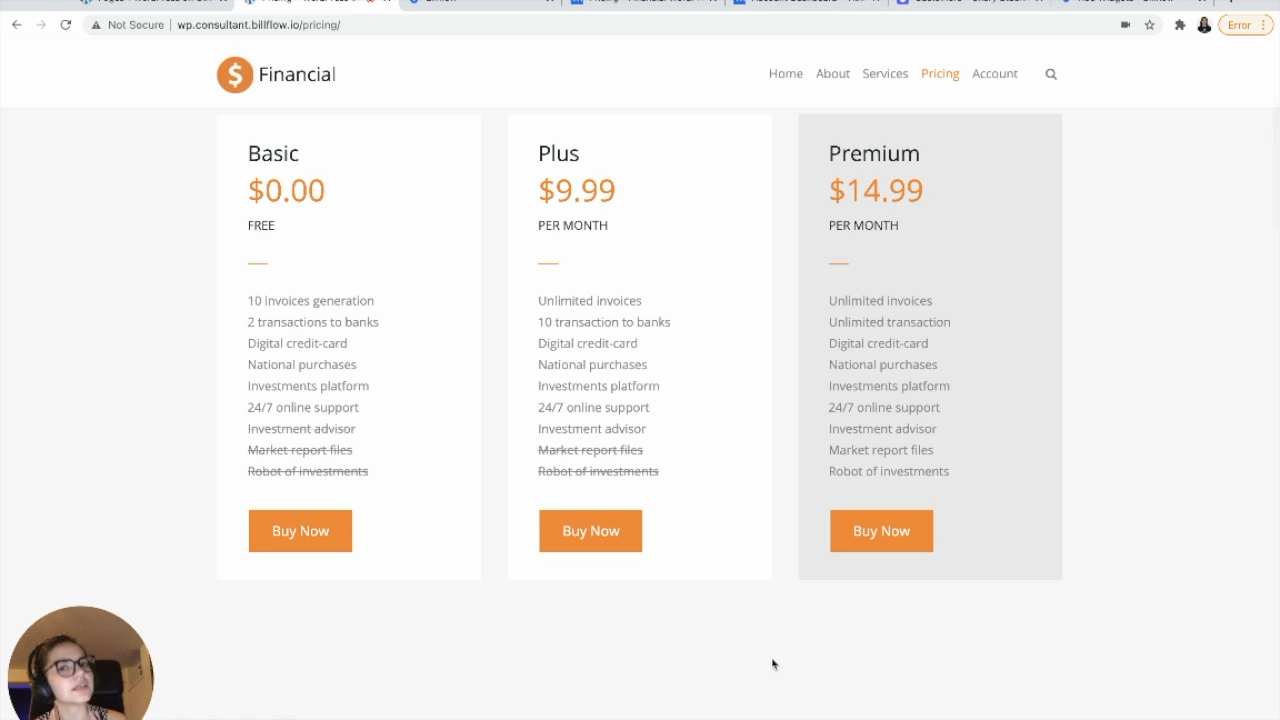 Not Secure | wp.consultant.billflow.io/pricing/
Error
$ Financial
Home About Services Pricing Account
Basic
$0.00
FREE
10 invoices generation
2 transactions to banks
Digital credit-card
National purchases
Investments platform
24/7 online support
Investment advisor
Market report files
Robot of investments
Buy Now
Plus
$9.99
PER MONTH
Unlimited invoices
10 transaction to banks
Digital credit-card
National purchases
Investments platform
24/7 online support
Investment advisor
Market report files
Robot of investments
Buy Now
Premium
$14.99
PER MONTH
Unlimited invoices
Unlimited transaction
Digital credit-card
National purchases
Investments platform
24/7 online support
Investment advisor
Market report files
Robot of investments
Buy Now